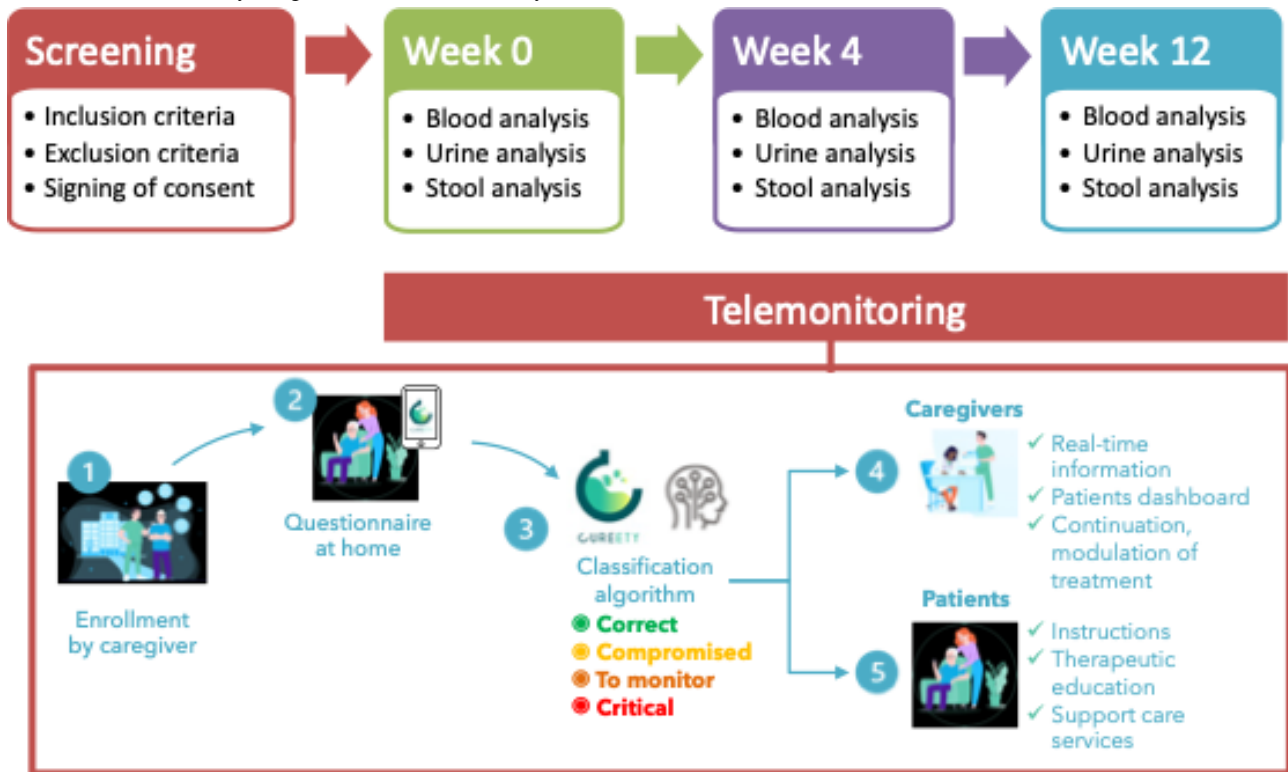 Screening
• Inclusion criteria
• Exclusion criteria
• Signing of consent
Week 0
• Blood analysis
• Urine analysis
• Stool analysis
Week 4
• Blood analysis
• Urine analysis
• Stool analysis
Week 12
• Blood analysis
• Urine analysis
• Stool analysis
Telemonitoring
1
Enrollment
by caregiver
2
Questionnaire
at home
3
CUREETY
Classification
algorithm
Correct
Compromised
To monitor
Critical
4
Caregivers
✓ Real-time
information
✓ Patients dashboard
✓ Continuation,
modulation of
treatment
5
Patients
✓ Instructions
✓ Therapeutic
education
✓ Support care
services